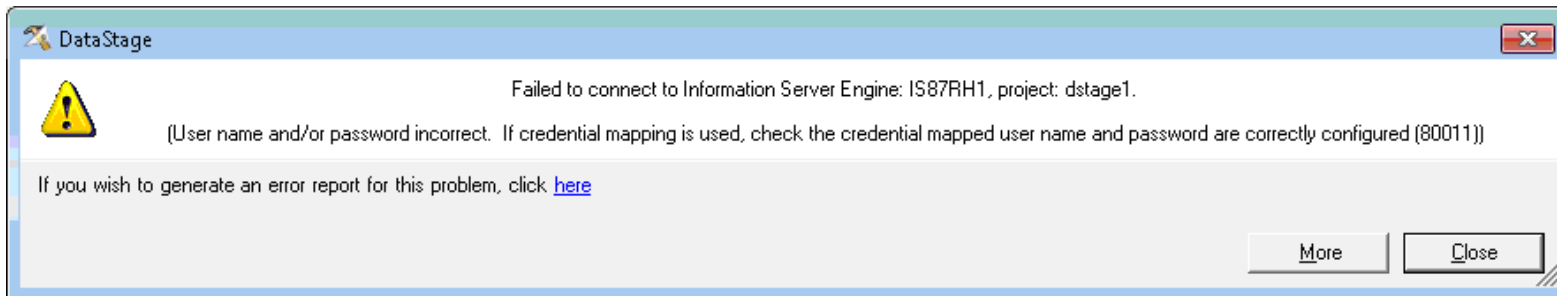 DataStage
Failed to connect to Information Server Engine: IS87RH1, project: dstage1.
(User name and/or password incorrect.  If credential mapping is used, check the credential mapped user name and password are correctly configured (80011))
If you wish to generate an error report for this problem, click here
More
Close